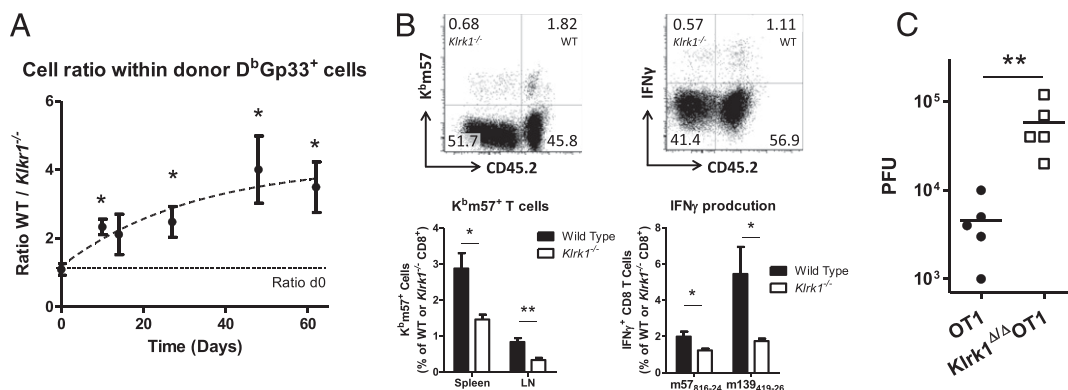 A
Cell ratio within donor DᵇGp33⁺ cells
Ratio WT / Klkr1⁻/⁻
6
4
2
0
* * * *
Ratio d0
0 20 40 60
Time (Days)
B
0.68 1.82
Klrk1⁻/⁻ WT
Kᵇm57
51.7 45.8
CD45.2
0.57 1.11
Klrk1⁻/⁻ WT
IFNγ
41.4 56.9
CD45.2
Kᵇm57⁺ T cells
Kᵇm57⁺ Cells
(% of WT or Klrk1⁻/⁻ CD8⁺)
4
3
2
1
0
* **
Wild Type
Klrk1⁻/⁻
Spleen LN
IFNγ prodcution
IFNγ⁺ CD8 T Cells
(% of WT or Klrk1⁻/⁻ CD8⁺)
8
6
4
2
0
* *
Wild Type
Klrk1⁻/⁻
m57₈₁₆₋₂₄ m139₄₁₉₋₂₆
C
**
PFU
10⁵
10⁴
10³
OT1
Klrk1Δ/ΔOT1